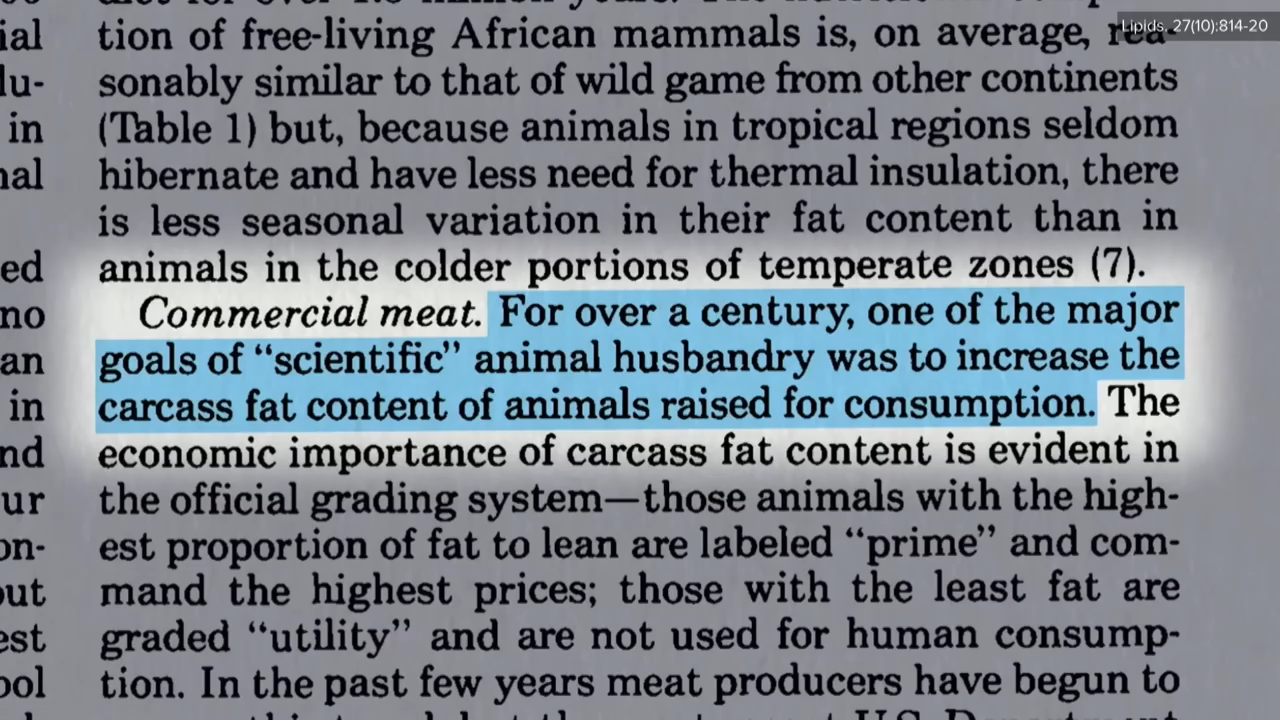 Lipids. 27(10):814-20
tion of free-living African mammals is, on average, rea-
sonably similar to that of wild game from other continents
(Table 1) but, because animals in tropical regions seldom
hibernate and have less need for thermal insulation, there
is less seasonal variation in their fat content than in
animals in the colder portions of temperate zones (7).
Commercial meat. For over a century, one of the major
goals of “scientific” animal husbandry was to increase the
carcass fat content of animals raised for consumption. The
economic importance of carcass fat content is evident in
the official grading system—those animals with the high-
est proportion of fat to lean are labeled “prime” and com-
mand the highest prices; those with the least fat are
graded “utility” and are not used for human consump-
tion. In the past few years meat producers have begun to